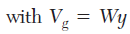 with V_g = Wy